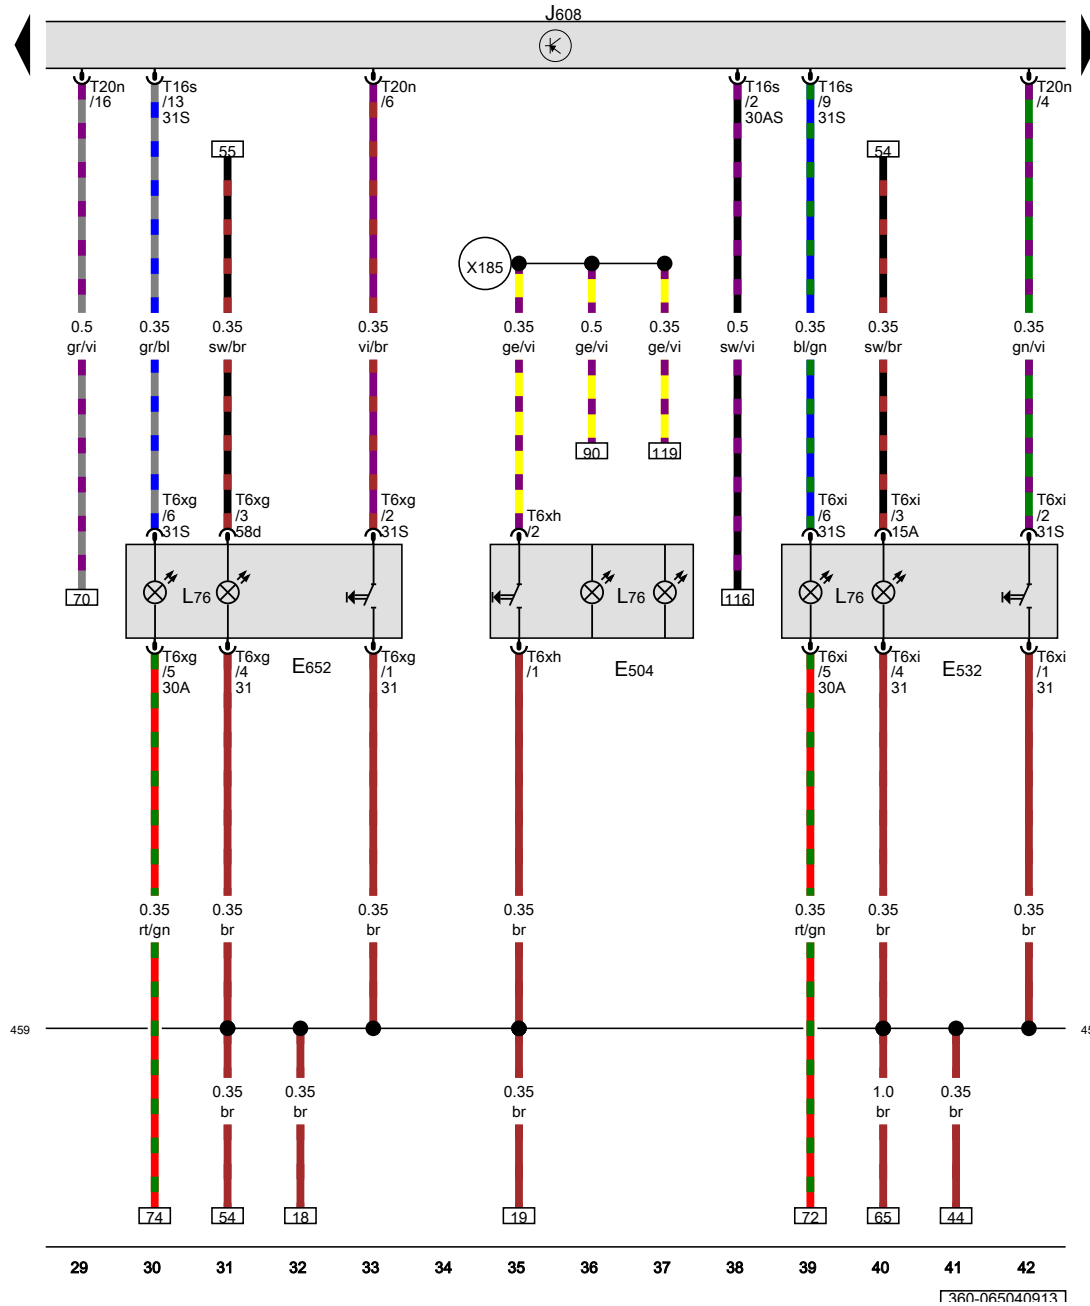 J608
T20n
/16
T16s
/13
31S
T20n
/6
T16s
/2
30AS
T16s
/9
31S
T20n
/4
55
54
X185
0.5
gr/vi
0.35
gr/bl
0.35
sw/br
0.35
vi/br
0.35
ge/vi
0.5
ge/vi
0.35
ge/vi
0.5
sw/vi
0.35
bl/gn
0.35
sw/br
0.35
gn/vi
90
119
T6xg
/6
31S
T6xg
/3
58d
T6xg
/2
31S
T6xh
/2
T6xi
/6
31S
T6xi
/3
15A
T6xi
/2
31S
70
L76
L76
116
L76
T6xg
/5
30A
T6xg
/4
31
E652
T6xg
/1
31
T6xh
/1
E504
T6xi
/5
30A
T6xi
/4
31
E532
T6xi
/1
31
0.35
rt/gn
0.35
br
0.35
br
0.35
br
0.35
rt/gn
0.35
br
0.35
br
459
0.35
br
0.35
br
0.35
br
1.0
br
0.35
br
74
54
18
19
72
65
44
29 30 31 32 33 34 35 36 37 38 39 40 41 42
360-065040913